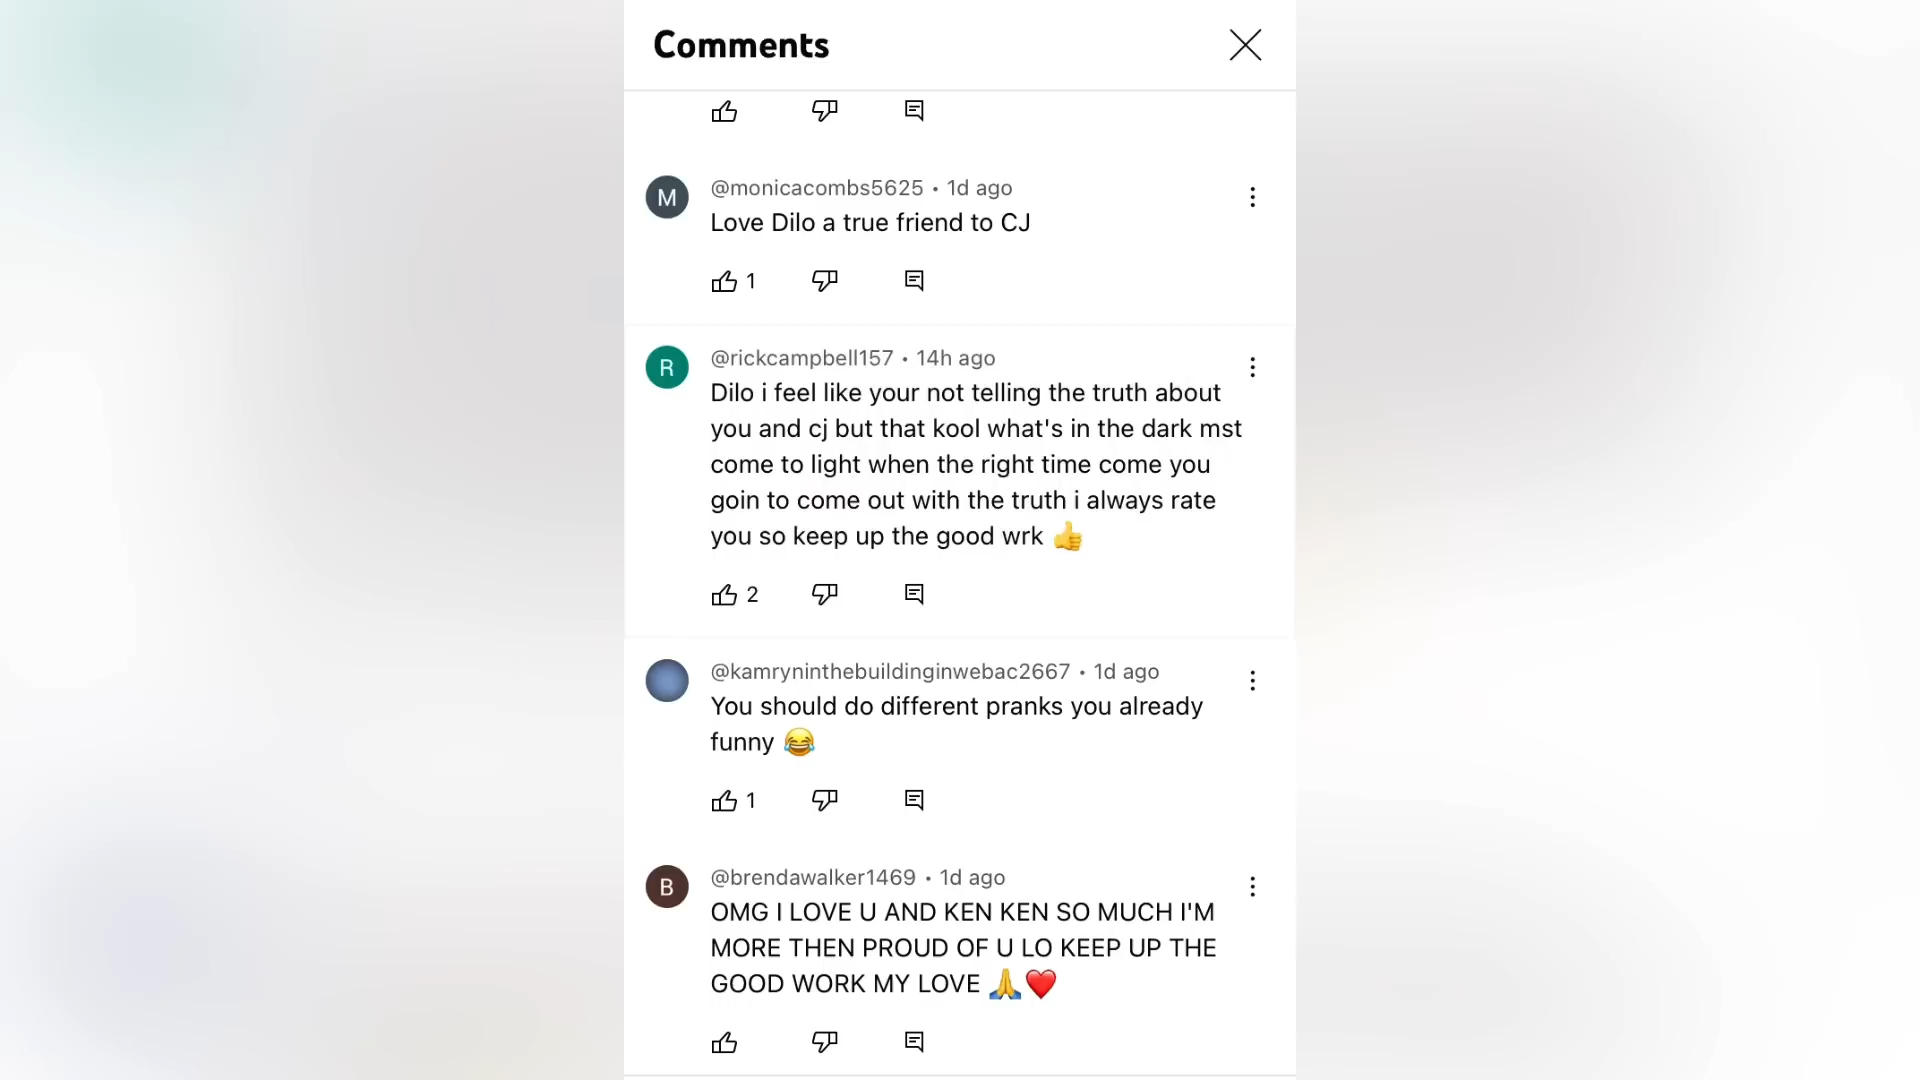 Comments
@monicacombs5625 • 1d ago
Love Dilo a true friend to CJ
1
@rickcampbell157 • 14h ago
Dilo i feel like your not telling the truth about
you and cj but that kool what's in the dark mst
come to light when the right time come you
goin to come out with the truth i always rate
you so keep up the good wrk 👍
2
@kamryninthebuildinginwebac2667 • 1d ago
You should do different pranks you already
funny 😂
1
@brendawalker1469 • 1d ago
OMG I LOVE U AND KEN KEN SO MUCH I'M
MORE THEN PROUD OF U LO KEEP UP THE
GOOD WORK MY LOVE 🙏❤️
M
R
B